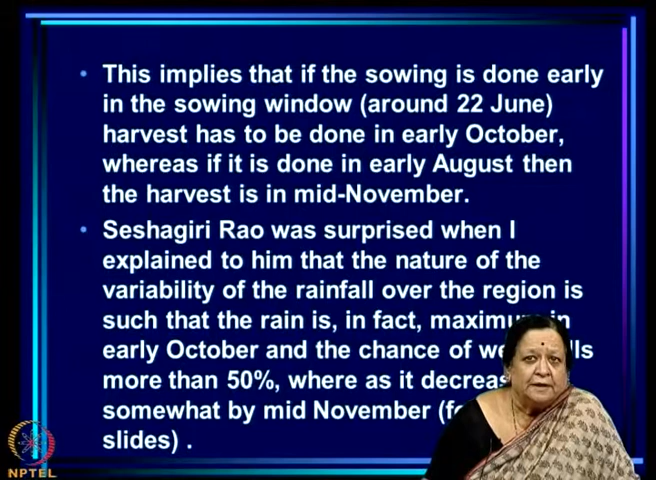 • This implies that if the sowing is done early
in the sowing window (around 22 June)
harvest has to be done in early October,
whereas if it is done in early August then
the harvest is in mid-November.
• Seshagiri Rao was surprised when I
explained to him that the nature of the
variability of the rainfall over the region is
such that the rain is, in fact, maximum in
early October and the chance of
more than 50%, where as it
somewhat by mid November
slides) .
NPTEL